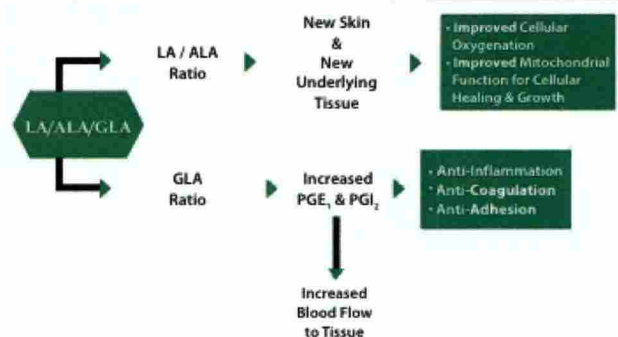 LA/ALA/GLA
LA / ALA
Ratio
New Skin
&
New
Underlying
Tissue
• Improved Cellular
Oxygenation
• Improved Mitochondrial
Function for Cellular
Healing & Growth
GLA
Ratio
Increased
PGE₁ & PGI₂
• Anti-Inflammation
• Anti-Coagulation
• Anti-Adhesion
Increased
Blood Flow
to Tissue